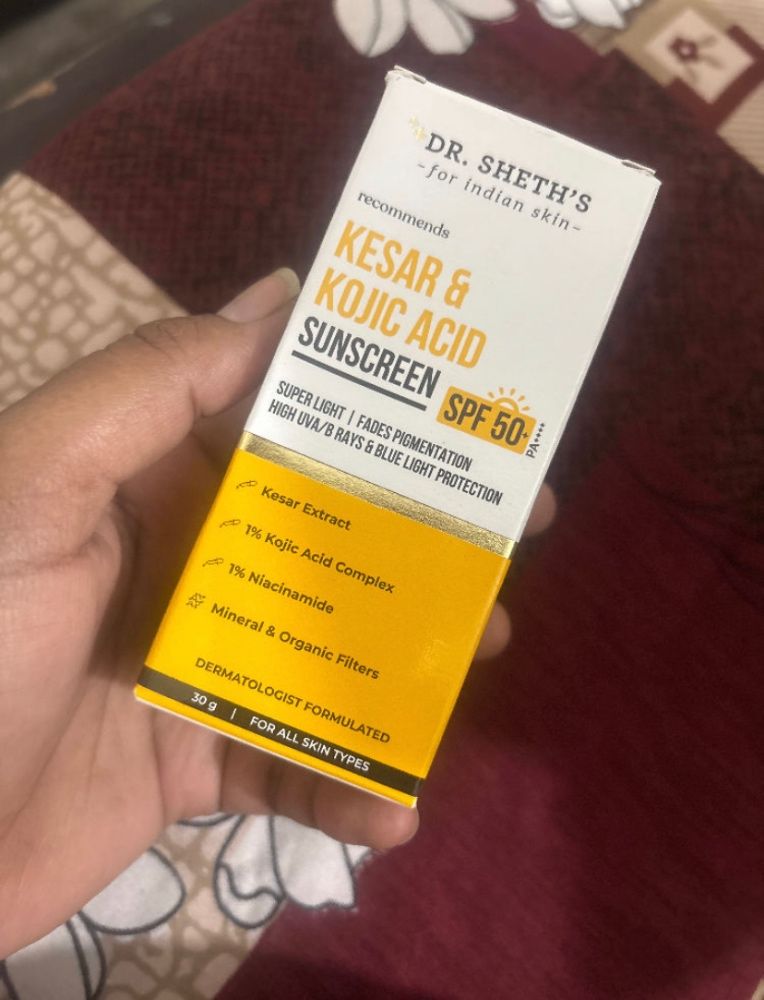 DR. SHETH'S
-for indian skin-
recommends
KESAR &
KOJIC ACID
SUNSCREEN
SPF 50+
PA++++
SUPER LIGHT | FADES PIGMENTATION
HIGH UVA/B RAYS & BLUE LIGHT PROTECTION
Kesar Extract
1% Kojic Acid Complex
1% Niacinamide
Mineral & Organic Filters
DERMATOLOGIST FORMULATED
30 g | FOR ALL SKIN TYPES